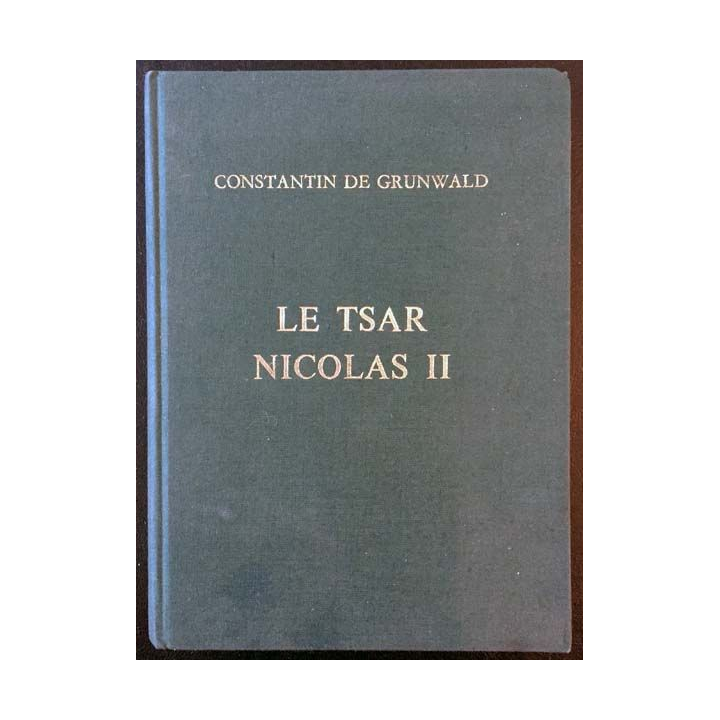 CONSTANTIN DE GRUNWALD
LE TSAR
NICOLAS II